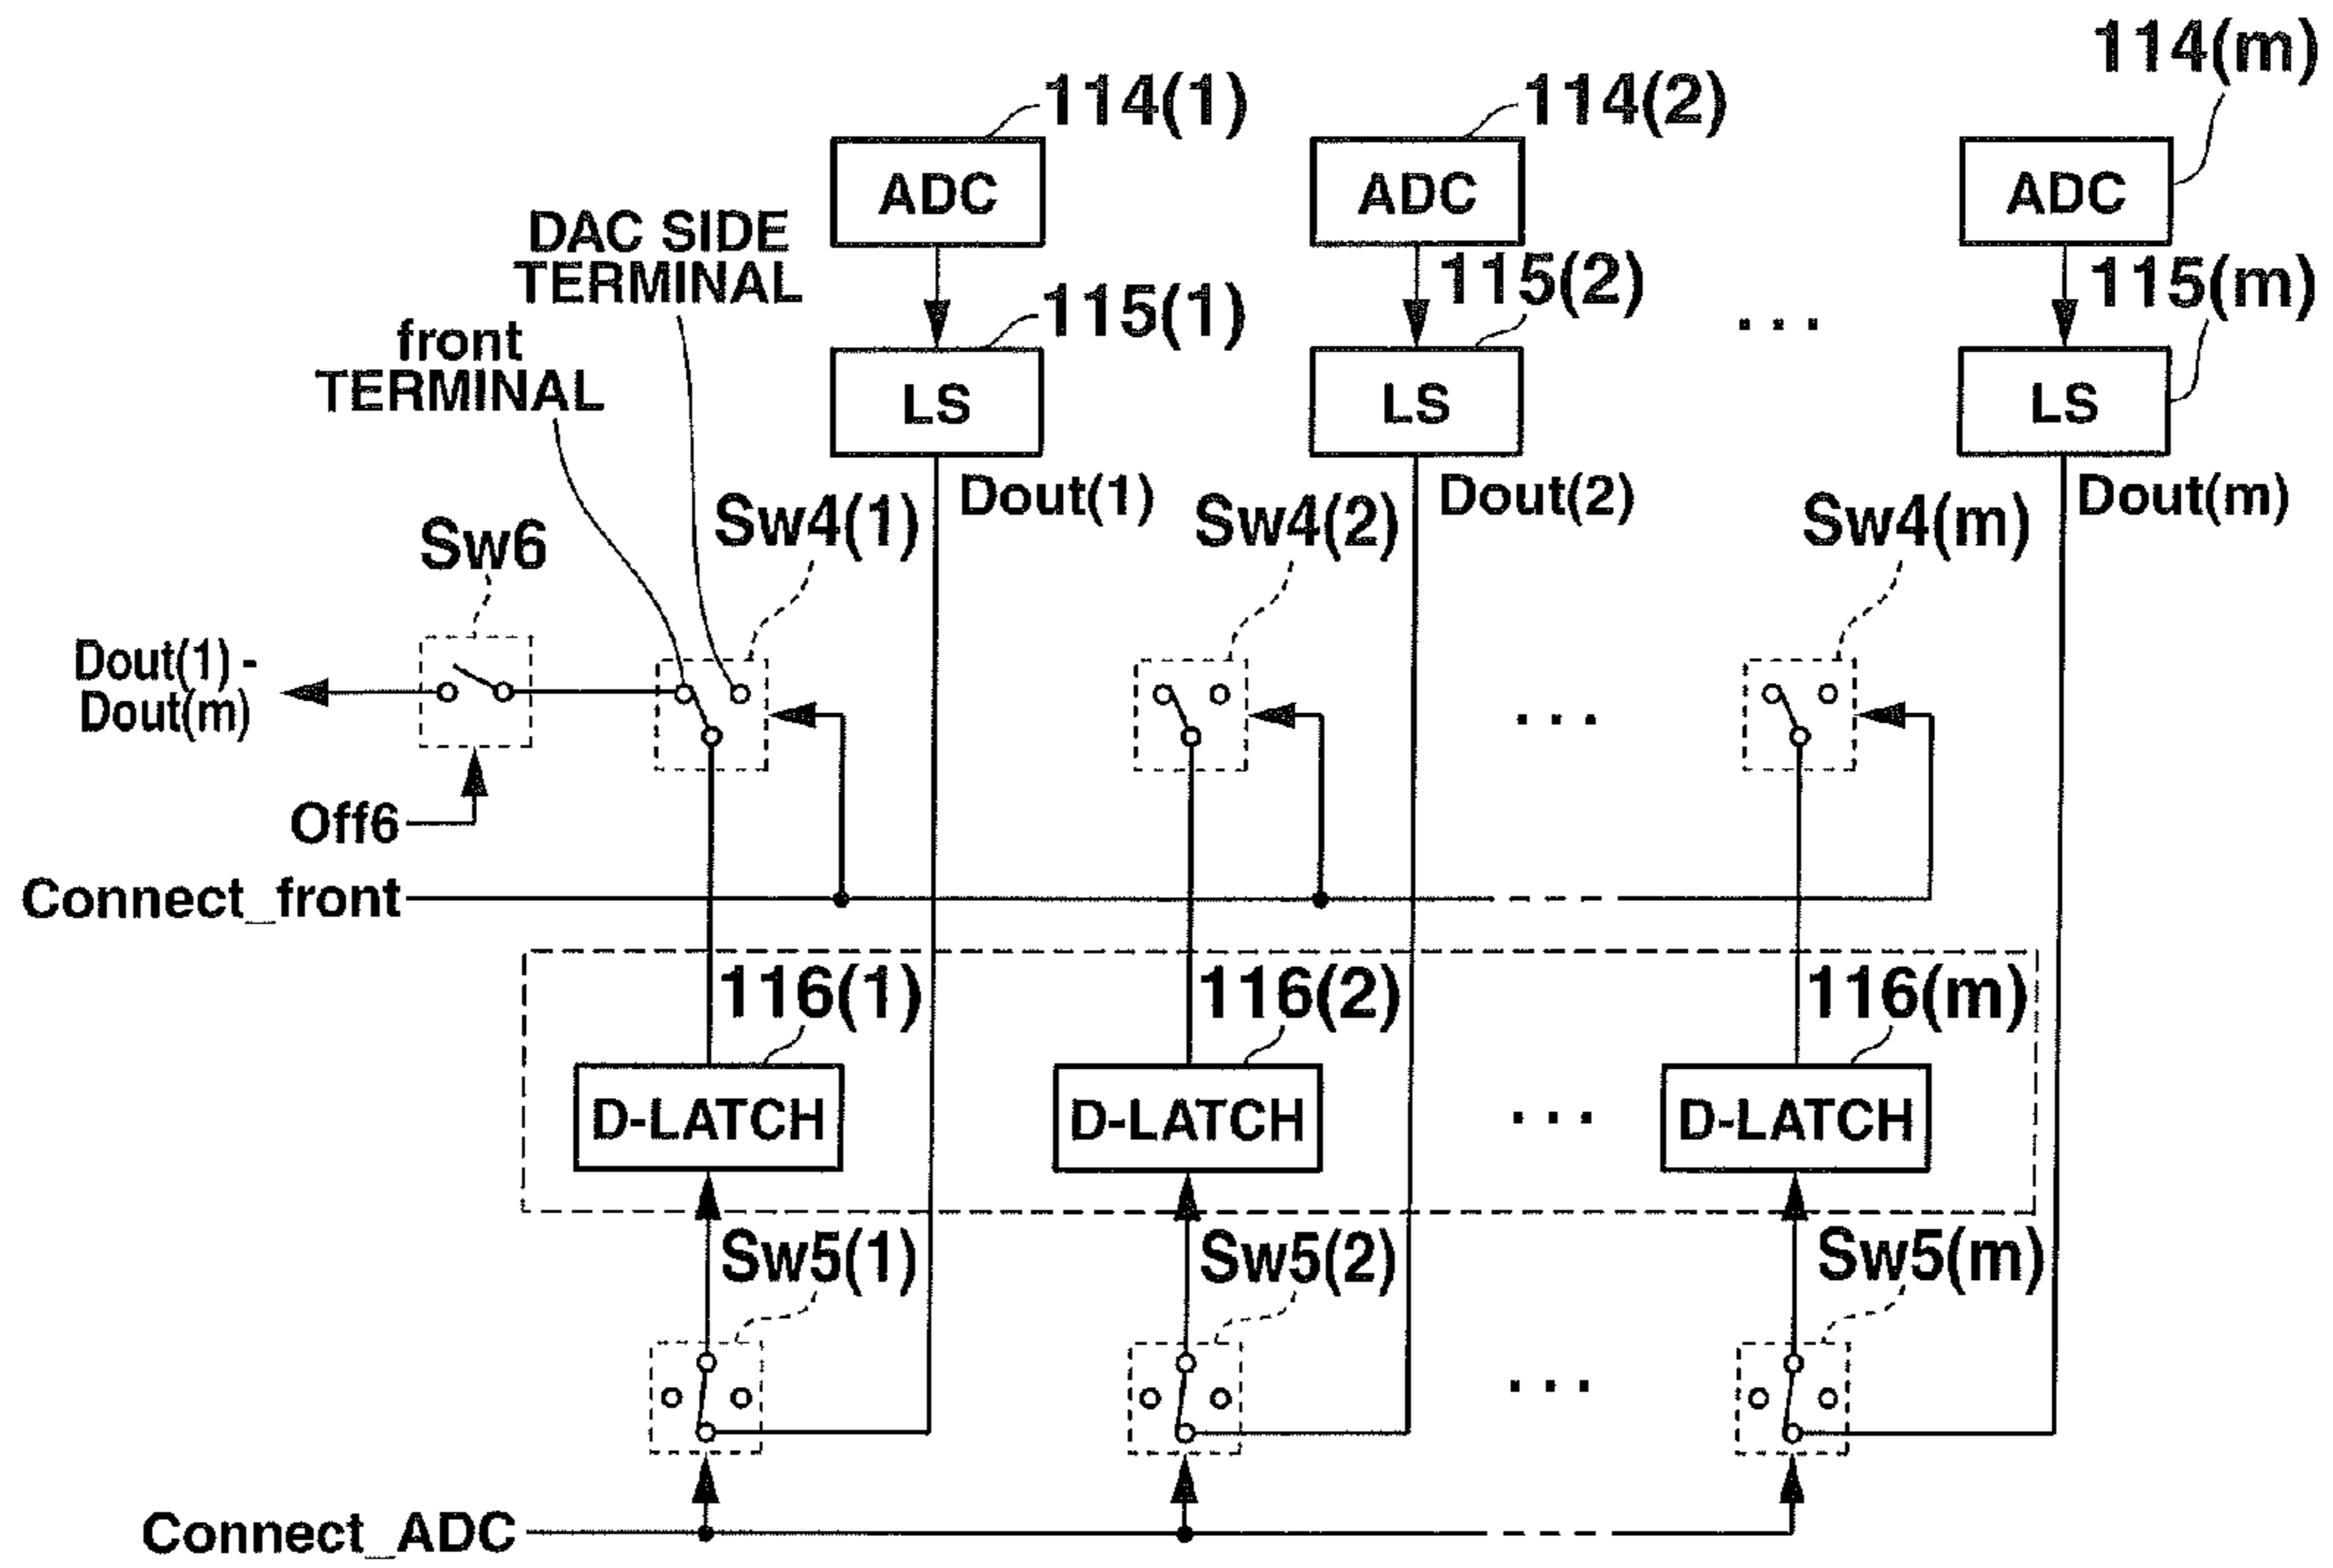 114(m)
114(1)
114(2)
ADC
ADC
ADC
DAC SIDE
TERMINAL
115(1)
115(2)
115(m)
. . .
front
TERMINAL
LS
LS
LS
Dout(1)
Dout(2)
Dout(m)
Sw6
Sw4(1)
Sw4(2)
Sw4(m)
Dout(1) -
Dout(m)
. . .
Off6
Connect_front
116(1)
116(2)
116(m)
D-LATCH
D-LATCH
. . .
D-LATCH
Sw5(1)
Sw5(2)
Sw5(m)
. . .
Connect_ADC